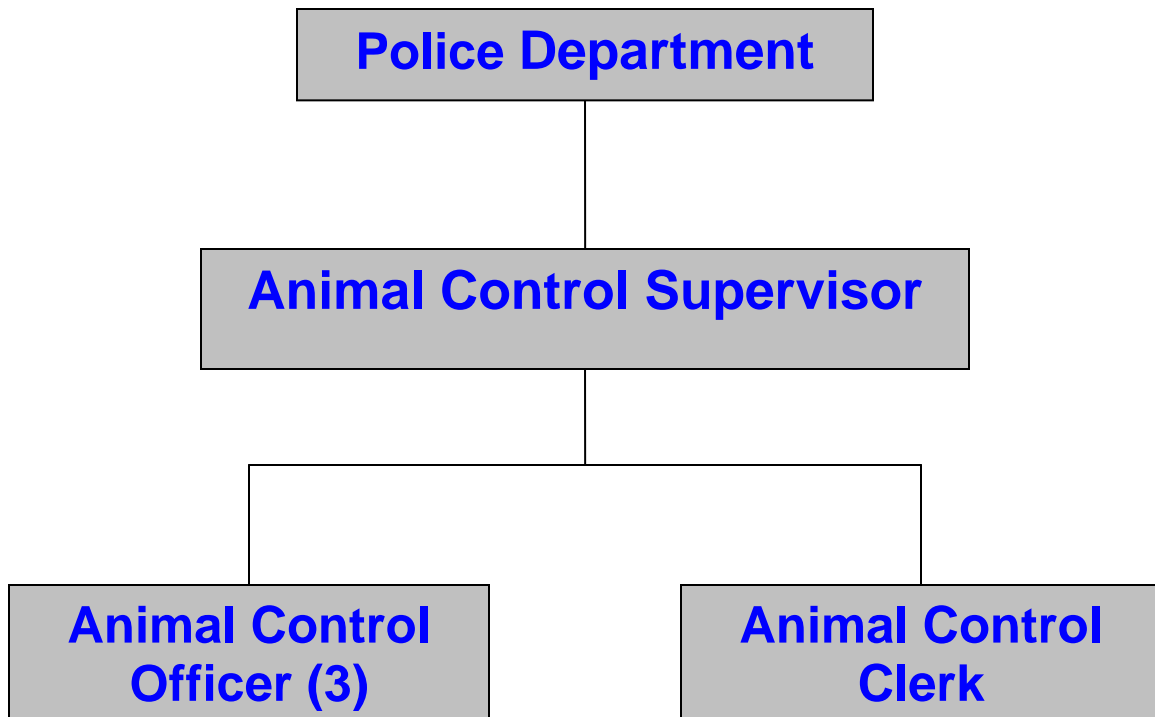 Police Department
Animal Control Supervisor
Animal Control
Officer (3)
Animal Control
Clerk